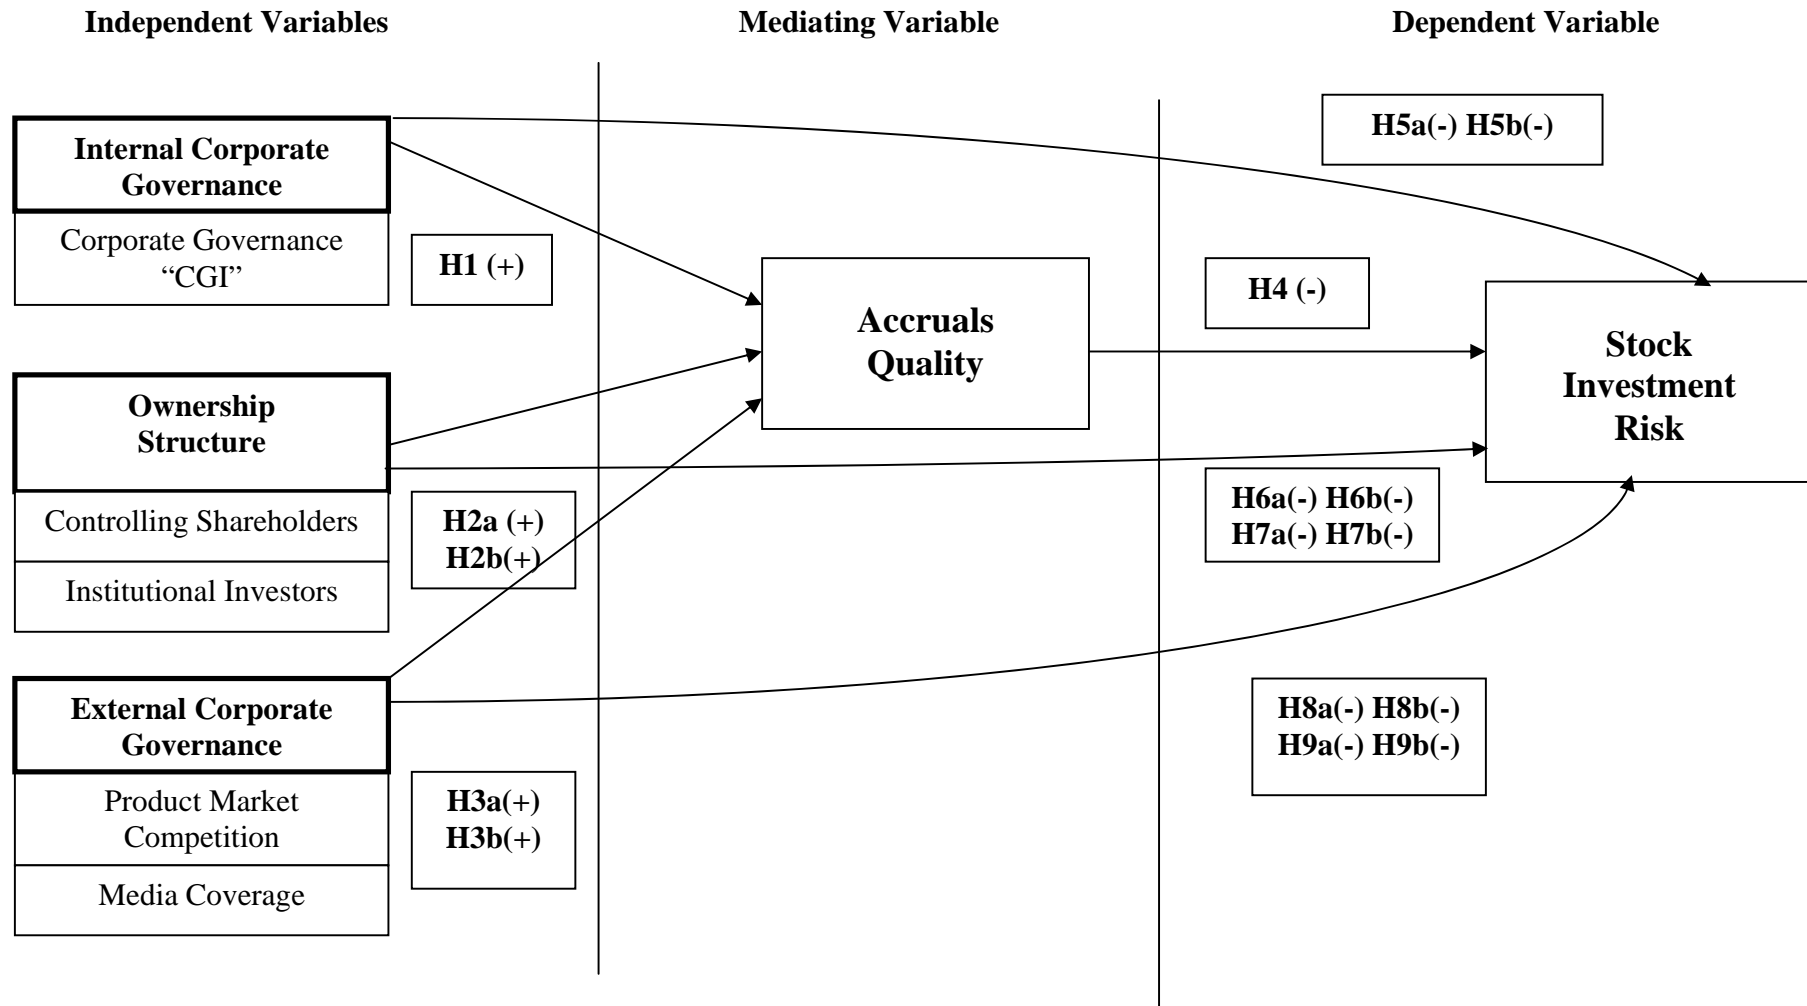 Independent Variables
Mediating Variable
Dependent Variable
H5a(-) H5b(-)
Internal Corporate
Governance
Corporate Governance
“CGI”
H1 (+)
Accruals
Quality
H4 (-)
Stock
Investment
Risk
Ownership
Structure
Controlling Shareholders
Institutional Investors
H2a (+)
H2b(+)
H6a(-) H6b(-)
H7a(-) H7b(-)
External Corporate
Governance
Product Market
Competition
Media Coverage
H3a(+)
H3b(+)
H8a(-) H8b(-)
H9a(-) H9b(-)